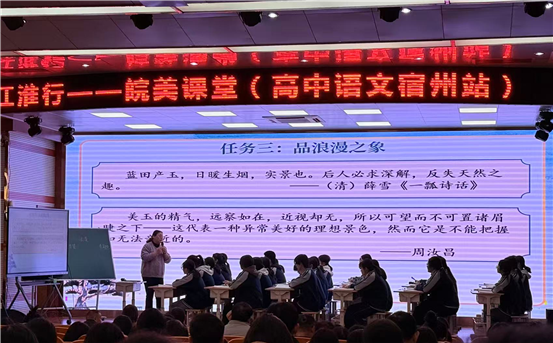 江淮行——皖美课堂（高中语文宿州站）
任务三：品浪漫之象
蓝田产玉，日暖生烟，实景也。后人必求深解，反失天然之
趣。 ——（清）薛雪《一瓢诗话》
美玉的精气，远察如在，近视却无，所以可望而不可置诸眉
睫之下——这代表一种异常美好的理想景色，然而它是不能把握
和无法亲近的。
——周汝昌